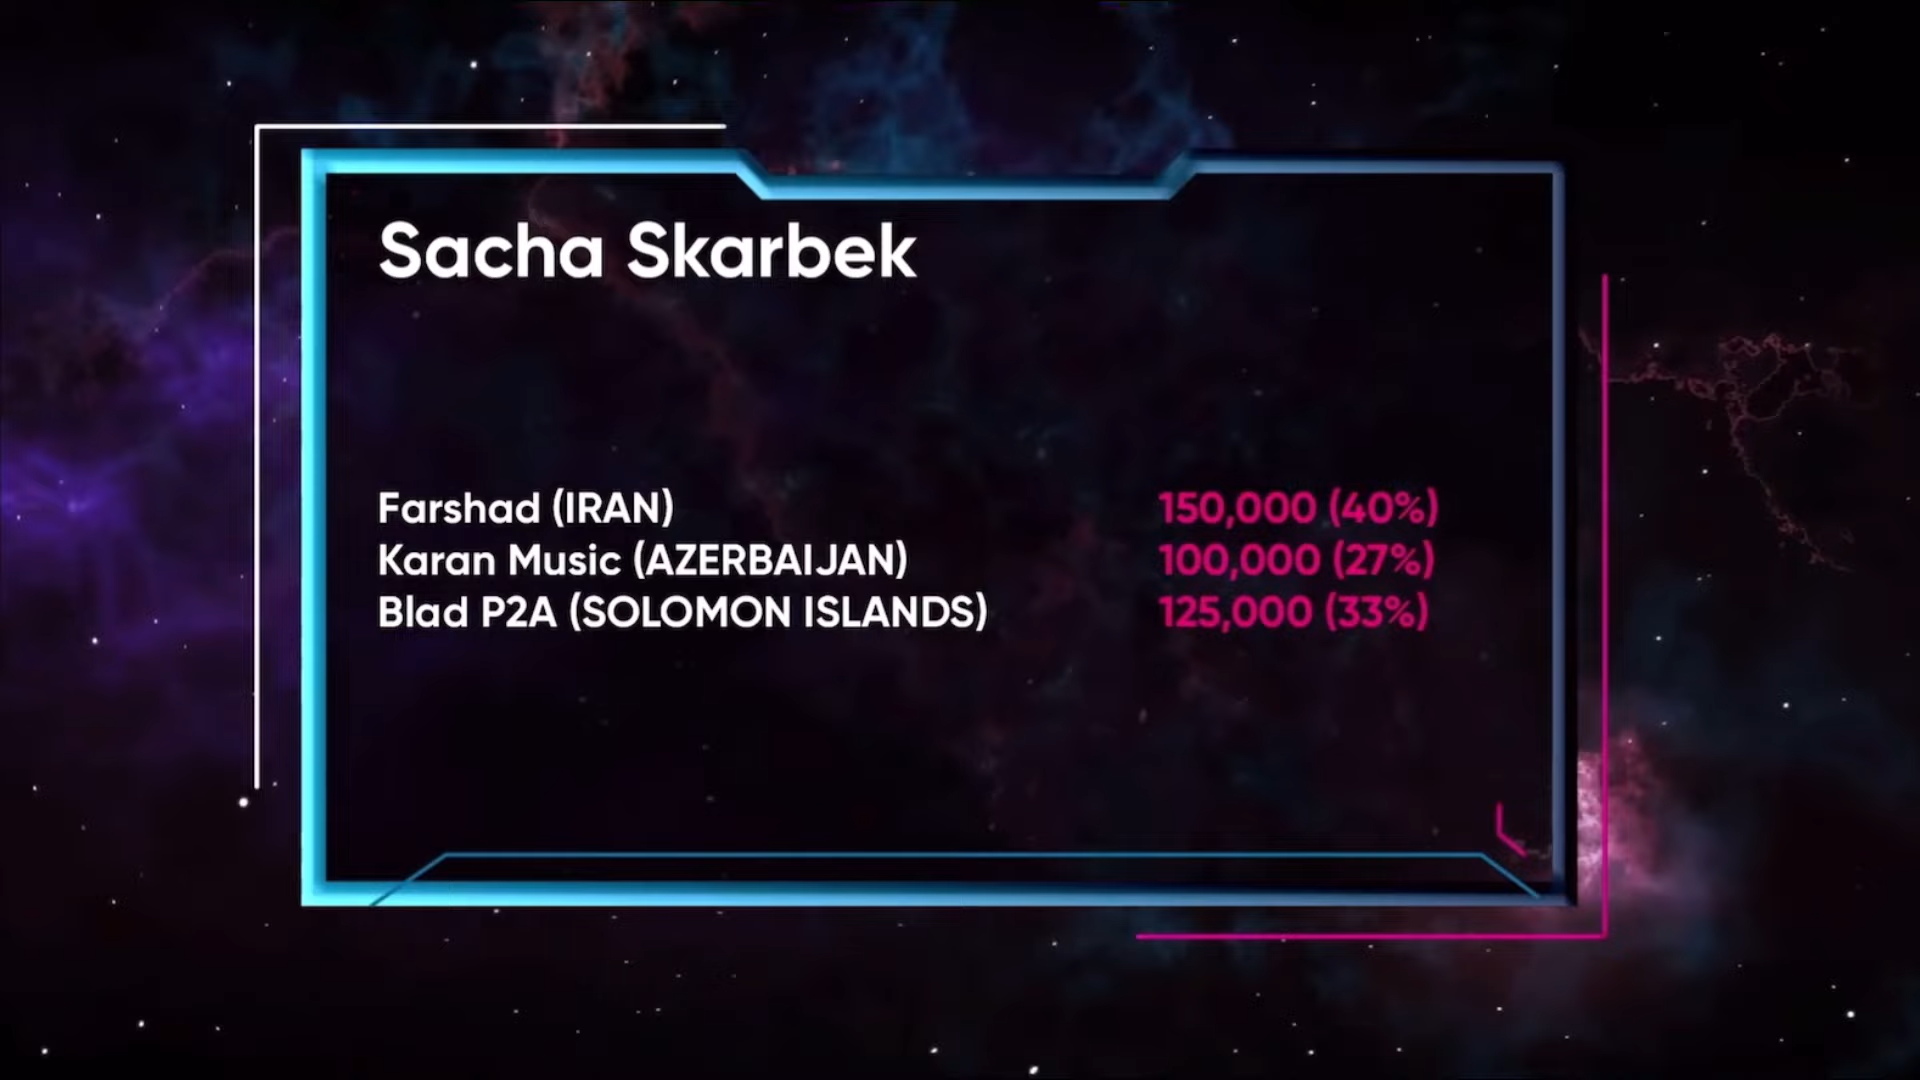 Sacha Skarbek
Farshad (IRAN) 150,000 (40%)
Karan Music (AZERBAIJAN) 100,000 (27%)
Blad P2A (SOLOMON ISLANDS) 125,000 (33%)